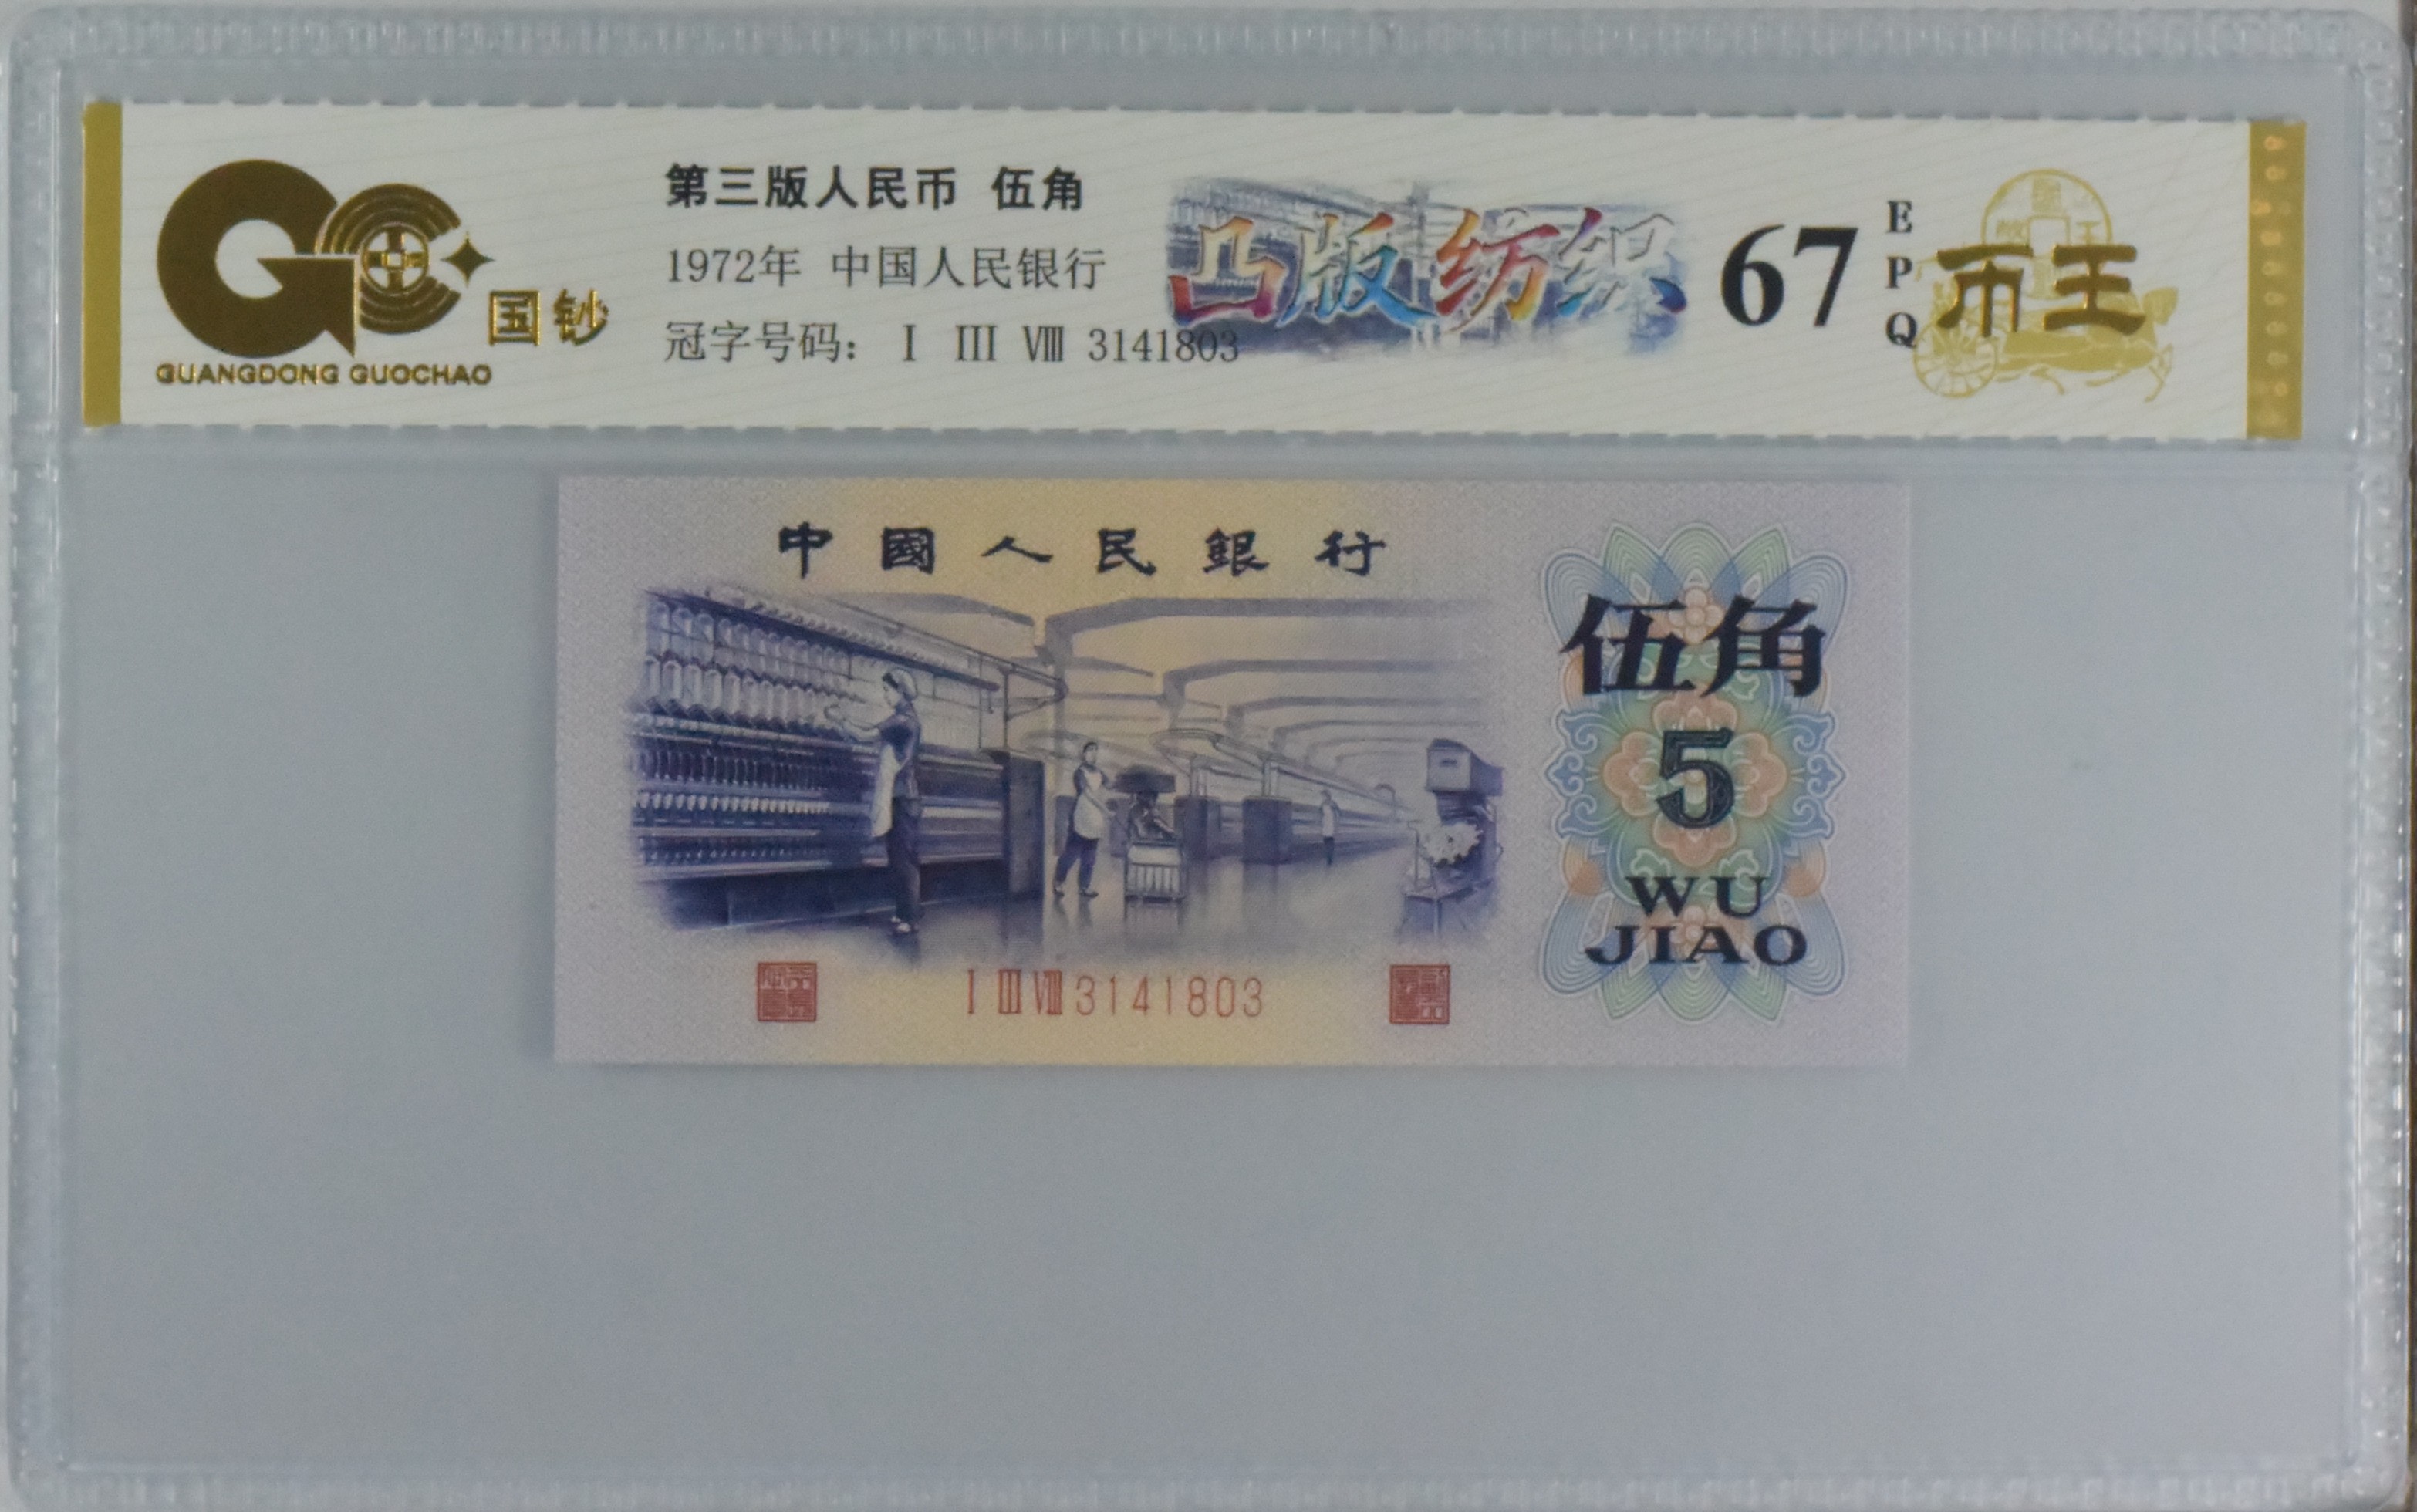 国钞
GUANGDONG GUOCHAO
第三版人民币 伍角
1972年 中国人民银行
冠字号码： I III VIII 3141803
凸版纺织
67
EPQ
币王
中國人民銀行
伍角
5
WU
JIAO
I III VIII 3141803